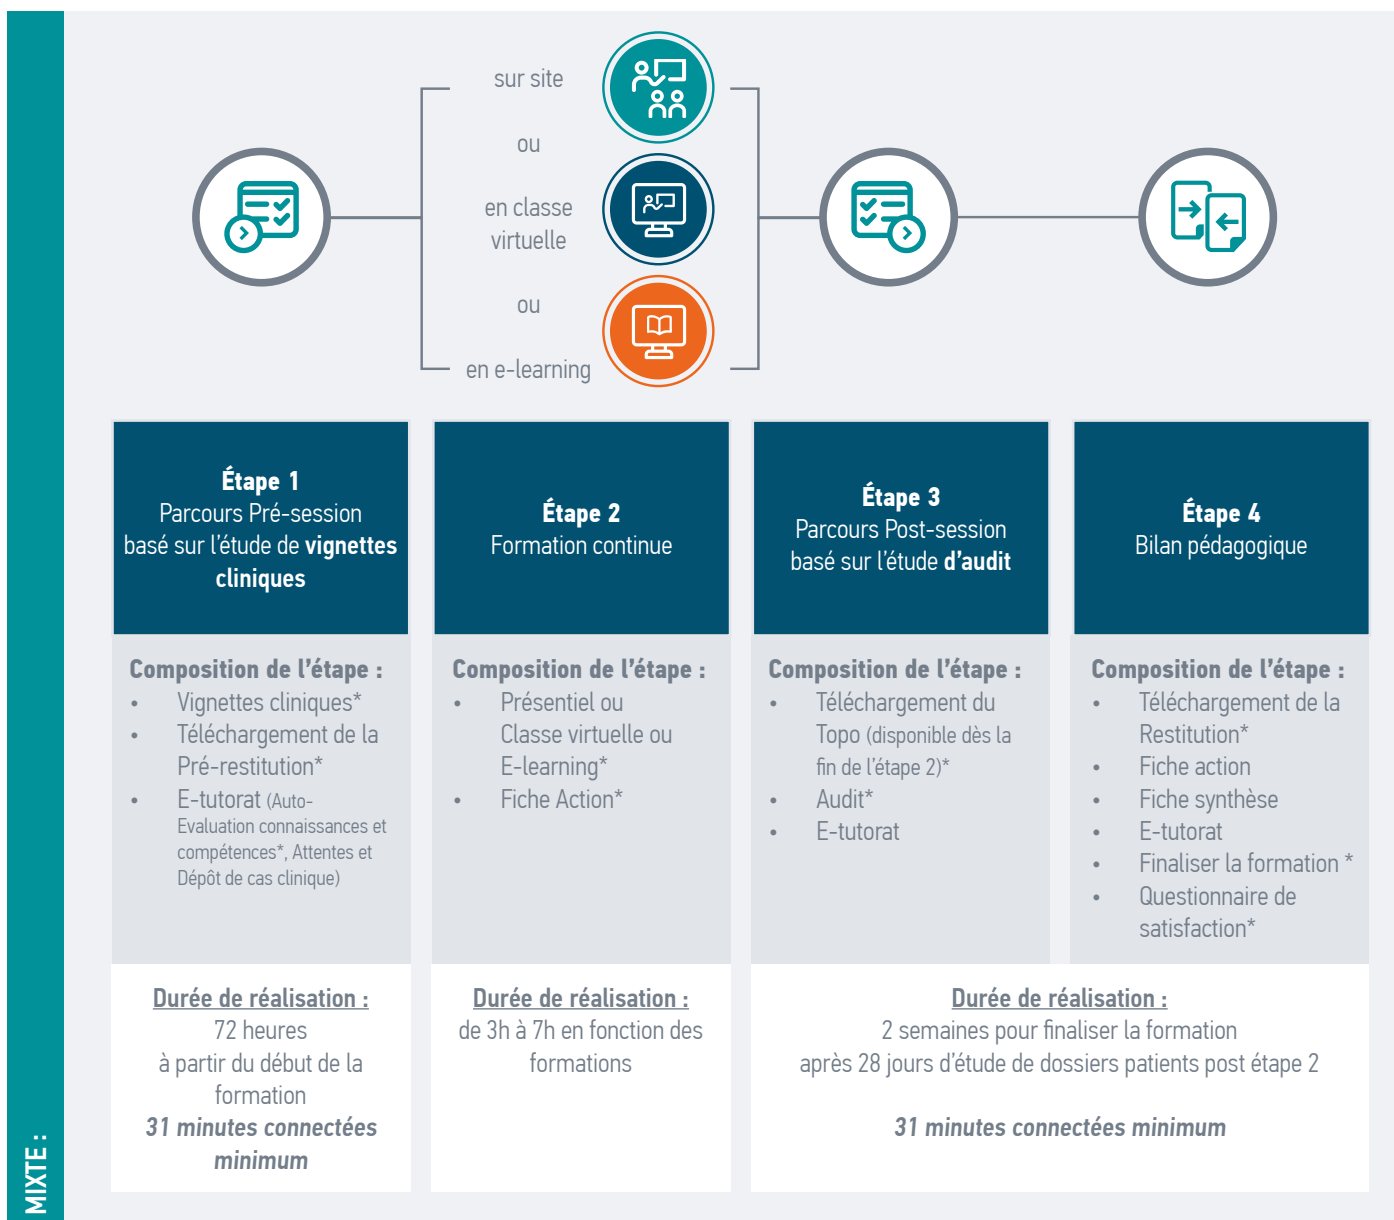 sur site
ou
en classe
virtuelle
ou
en e-learning
Étape 1
Parcours Pré-session
basé sur l’étude de vignettes
cliniques
Étape 2
Formation continue
Étape 3
Parcours Post-session
basé sur l’étude d’audit
Étape 4
Bilan pédagogique
Composition de l’étape :
• Vignettes cliniques*
• Téléchargement de la
Pré-restitution*
• E-tutorat (Auto-
Evaluation connaissances et
compétences*, Attentes et
Dépôt de cas clinique)
Composition de l’étape :
• Présentiel ou
Classe virtuelle ou
E-learning*
• Fiche Action*
Composition de l’étape :
• Téléchargement du
Topo (disponible dès la
fin de l’étape 2)*
• Audit*
• E-tutorat
Composition de l’étape :
• Téléchargement de la
Restitution*
• Fiche action
• Fiche synthèse
• E-tutorat
• Finaliser la formation *
• Questionnaire de
satisfaction*
Durée de réalisation :
72 heures
à partir du début de la
formation
31 minutes connectées
minimum
Durée de réalisation :
de 3h à 7h en fonction des
formations
Durée de réalisation :
2 semaines pour finaliser la formation
après 28 jours d’étude de dossiers patients post étape 2
31 minutes connectées minimum
MIXTE :